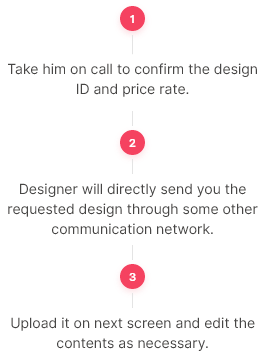 1
Take him on call to confirm the design
ID and price rate.
2
Designer will directly send you the
requested design through some other
communication network.
3
Upload it on next screen and edit the
contents as necessary.